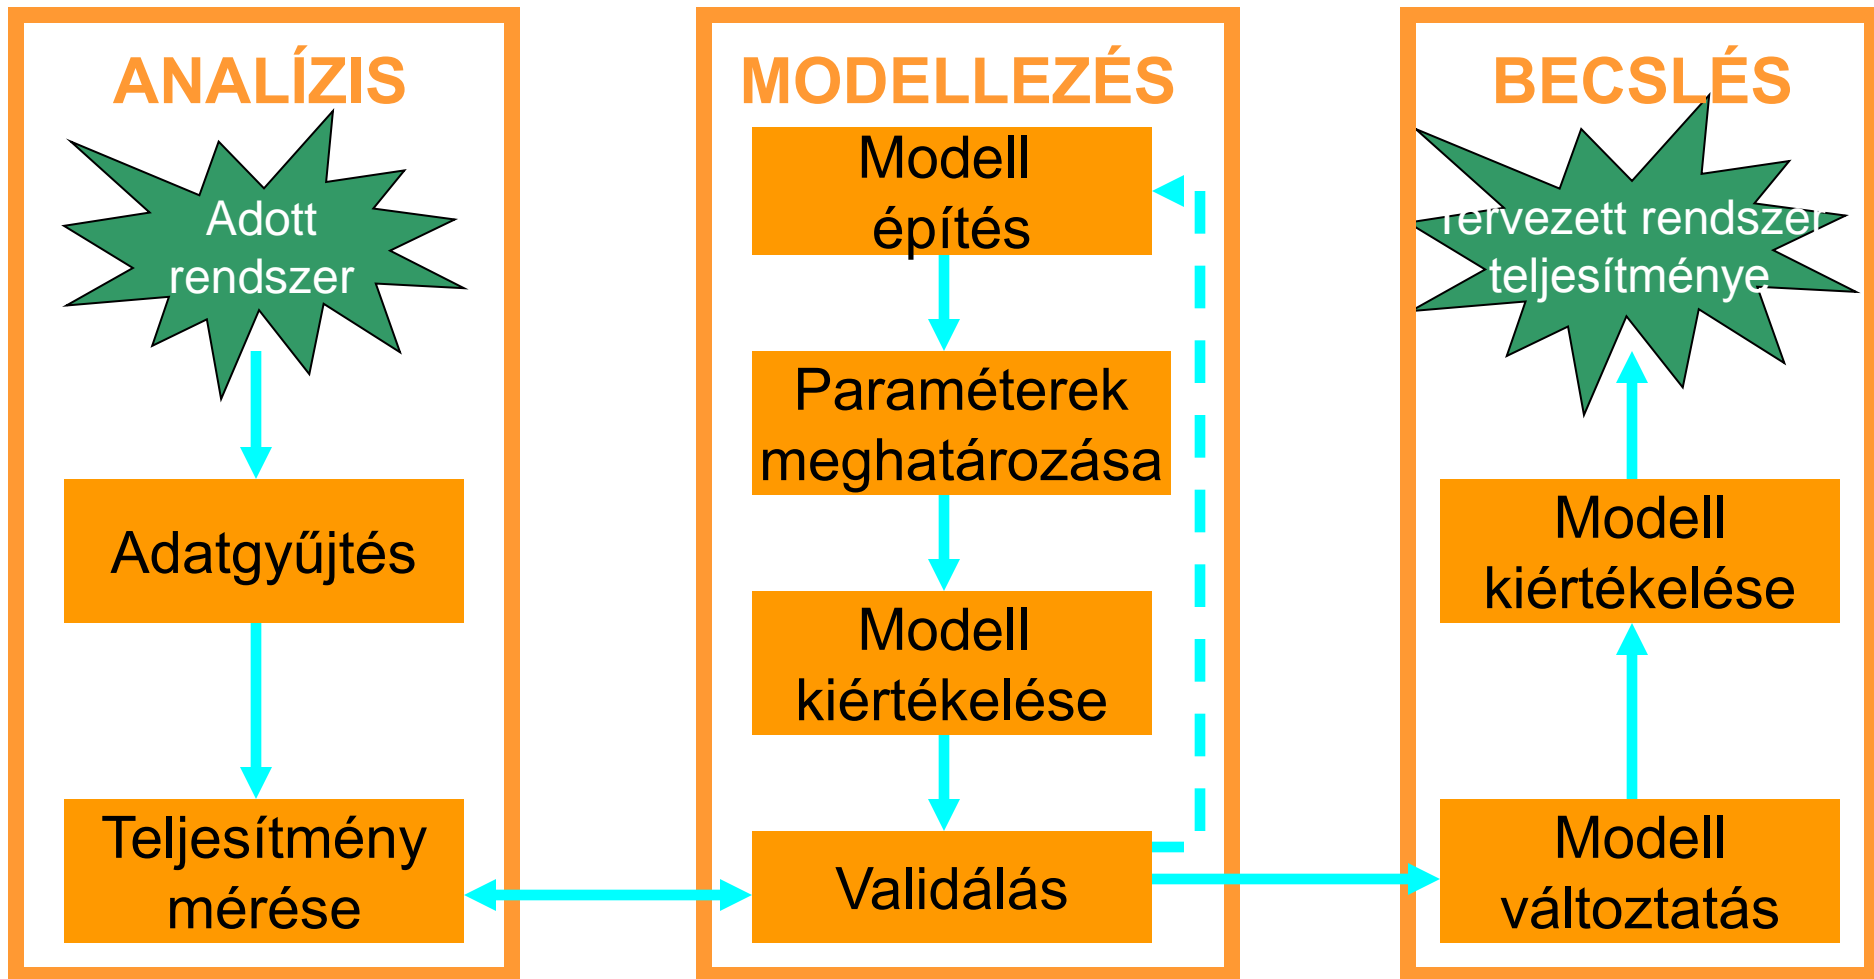 ANALÍZIS
Adott
rendszer
Adatgyűjtés
Teljesítmény
mérése
MODELLEZÉS
Modell
építés
Paraméterek
meghatározása
Modell
kiértékelése
Validálás
BECSLÉS
Tervezett rendszer
teljesítménye
Modell
kiértékelése
Modell
változtatás